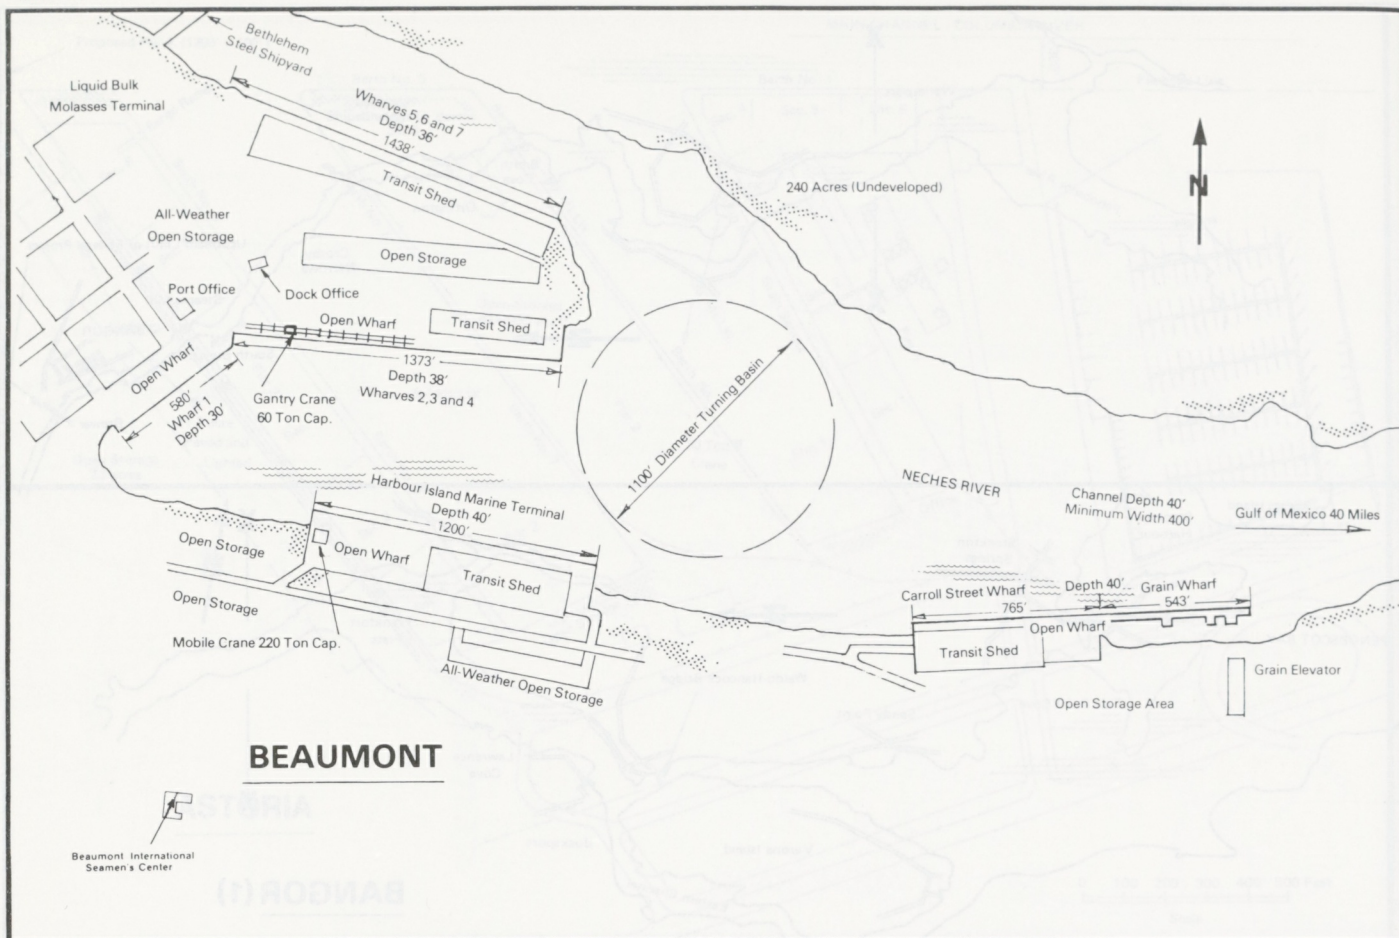 Bethlehem
Steel Shipyard
Liquid Bulk
Molasses Terminal
Wharves 5, 6 and 7
Depth 36'
1438'
Transit Shed
240 Acres (Undeveloped)
N
All-Weather
Open Storage
Open Storage
Port Office
Dock Office
Open Wharf
Transit Shed
Open Wharf
1373'
Depth 38'
Wharves 2,3 and 4
580'
Wharf 1
Depth 30'
Gantry Crane
60 Ton Cap.
1100' Diameter Turning Basin
NECHES RIVER
Channel Depth 40'
Minimum Width 400'
Gulf of Mexico 40 Miles
Harbour Island Marine Terminal
Depth 40'
1200'
Open Storage
Open Wharf
Transit Shed
Open Storage
Mobile Crane 220 Ton Cap.
All-Weather Open Storage
Carroll Street Wharf
Depth 40'
Grain Wharf
765'
543'
Open Wharf
Transit Shed
Grain Elevator
Open Storage Area
BEAUMONT
Beaumont International
Seamen's Center
ASTORIA
BANGOR (1)